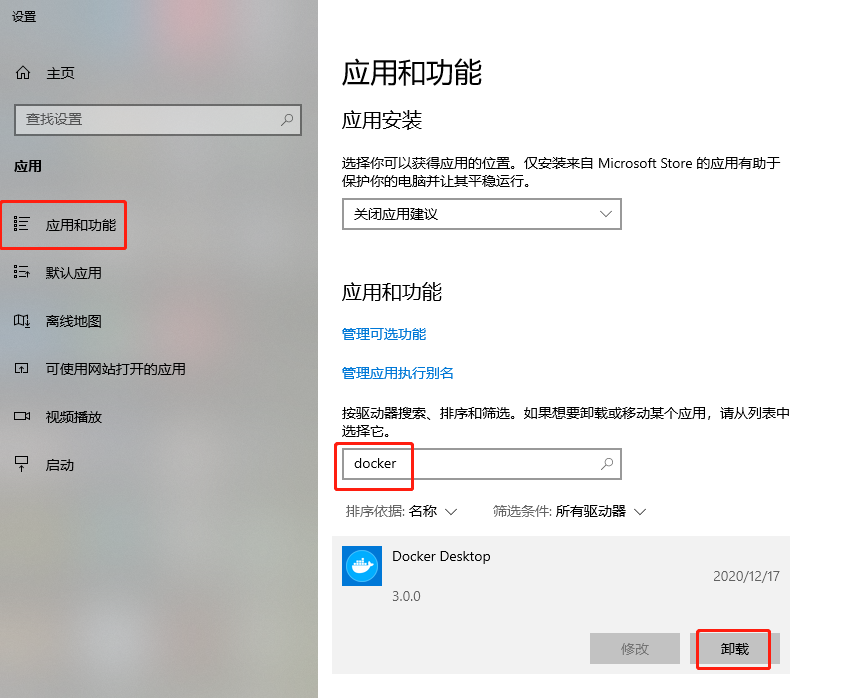 设置
主页
查找设置
应用
应用和功能
默认应用
离线地图
可使用网站打开的应用
视频播放
启动
应用和功能
应用安装
选择你可以获得应用的位置。仅安装来自 Microsoft Store 的应用有助于
保护你的电脑并让其平稳运行。
关闭应用建议
应用和功能
管理可选功能
管理应用执行别名
按驱动器搜索、排序和筛选。如果想要卸载或移动某个应用，请从列表中
选择它。
docker
排序依据: 名称 筛选条件: 所有驱动器
Docker Desktop
2020/12/17
3.0.0
修改 卸载